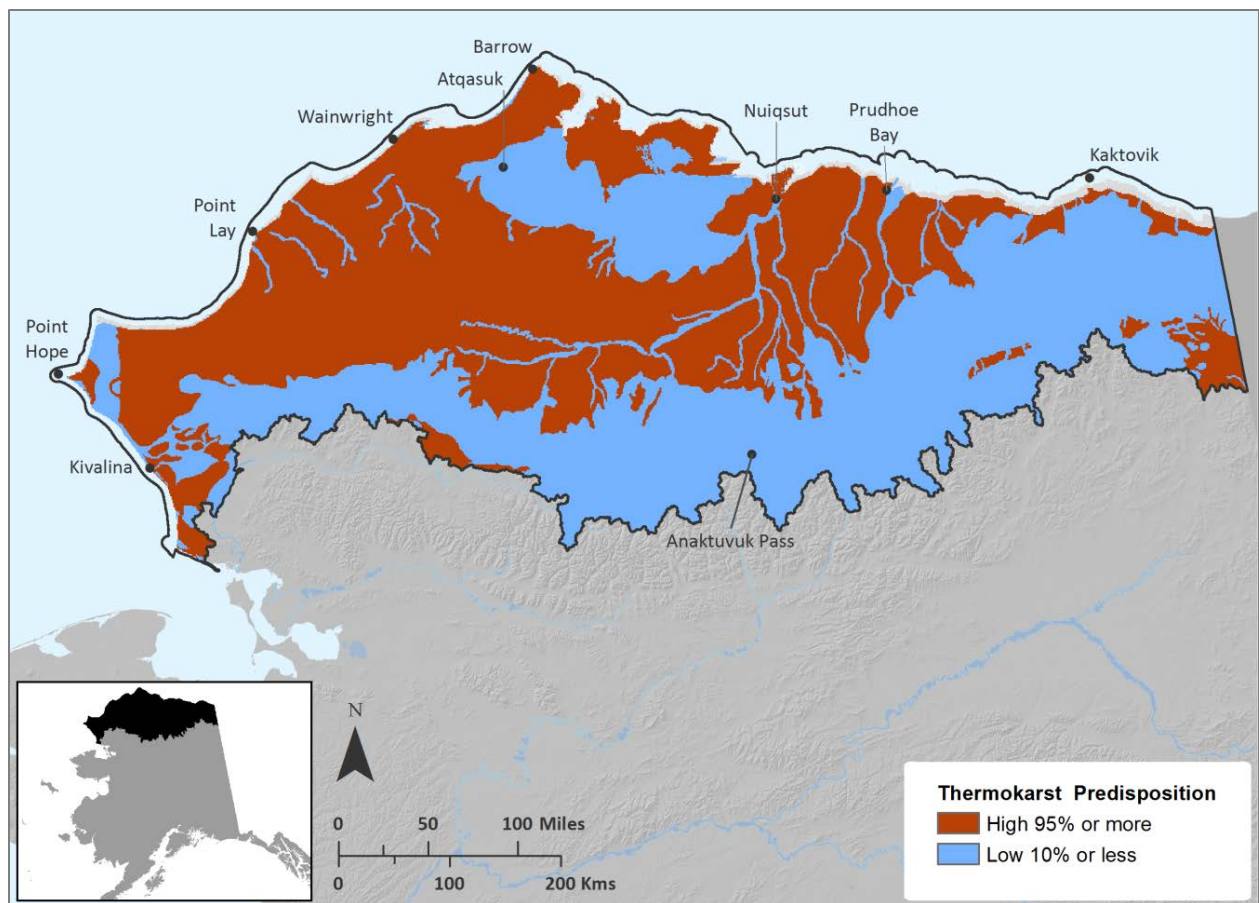 Barrow
Atqasuk
Wainwright
Nuiqsut
Prudhoe
Bay
Kaktovik
Point
Lay
Point
Hope
Kivalina
Anaktuvuk Pass
N
0 50 100 Miles
0 100 200 Kms
Thermokarst Predisposition
High 95% or more
Low 10% or less